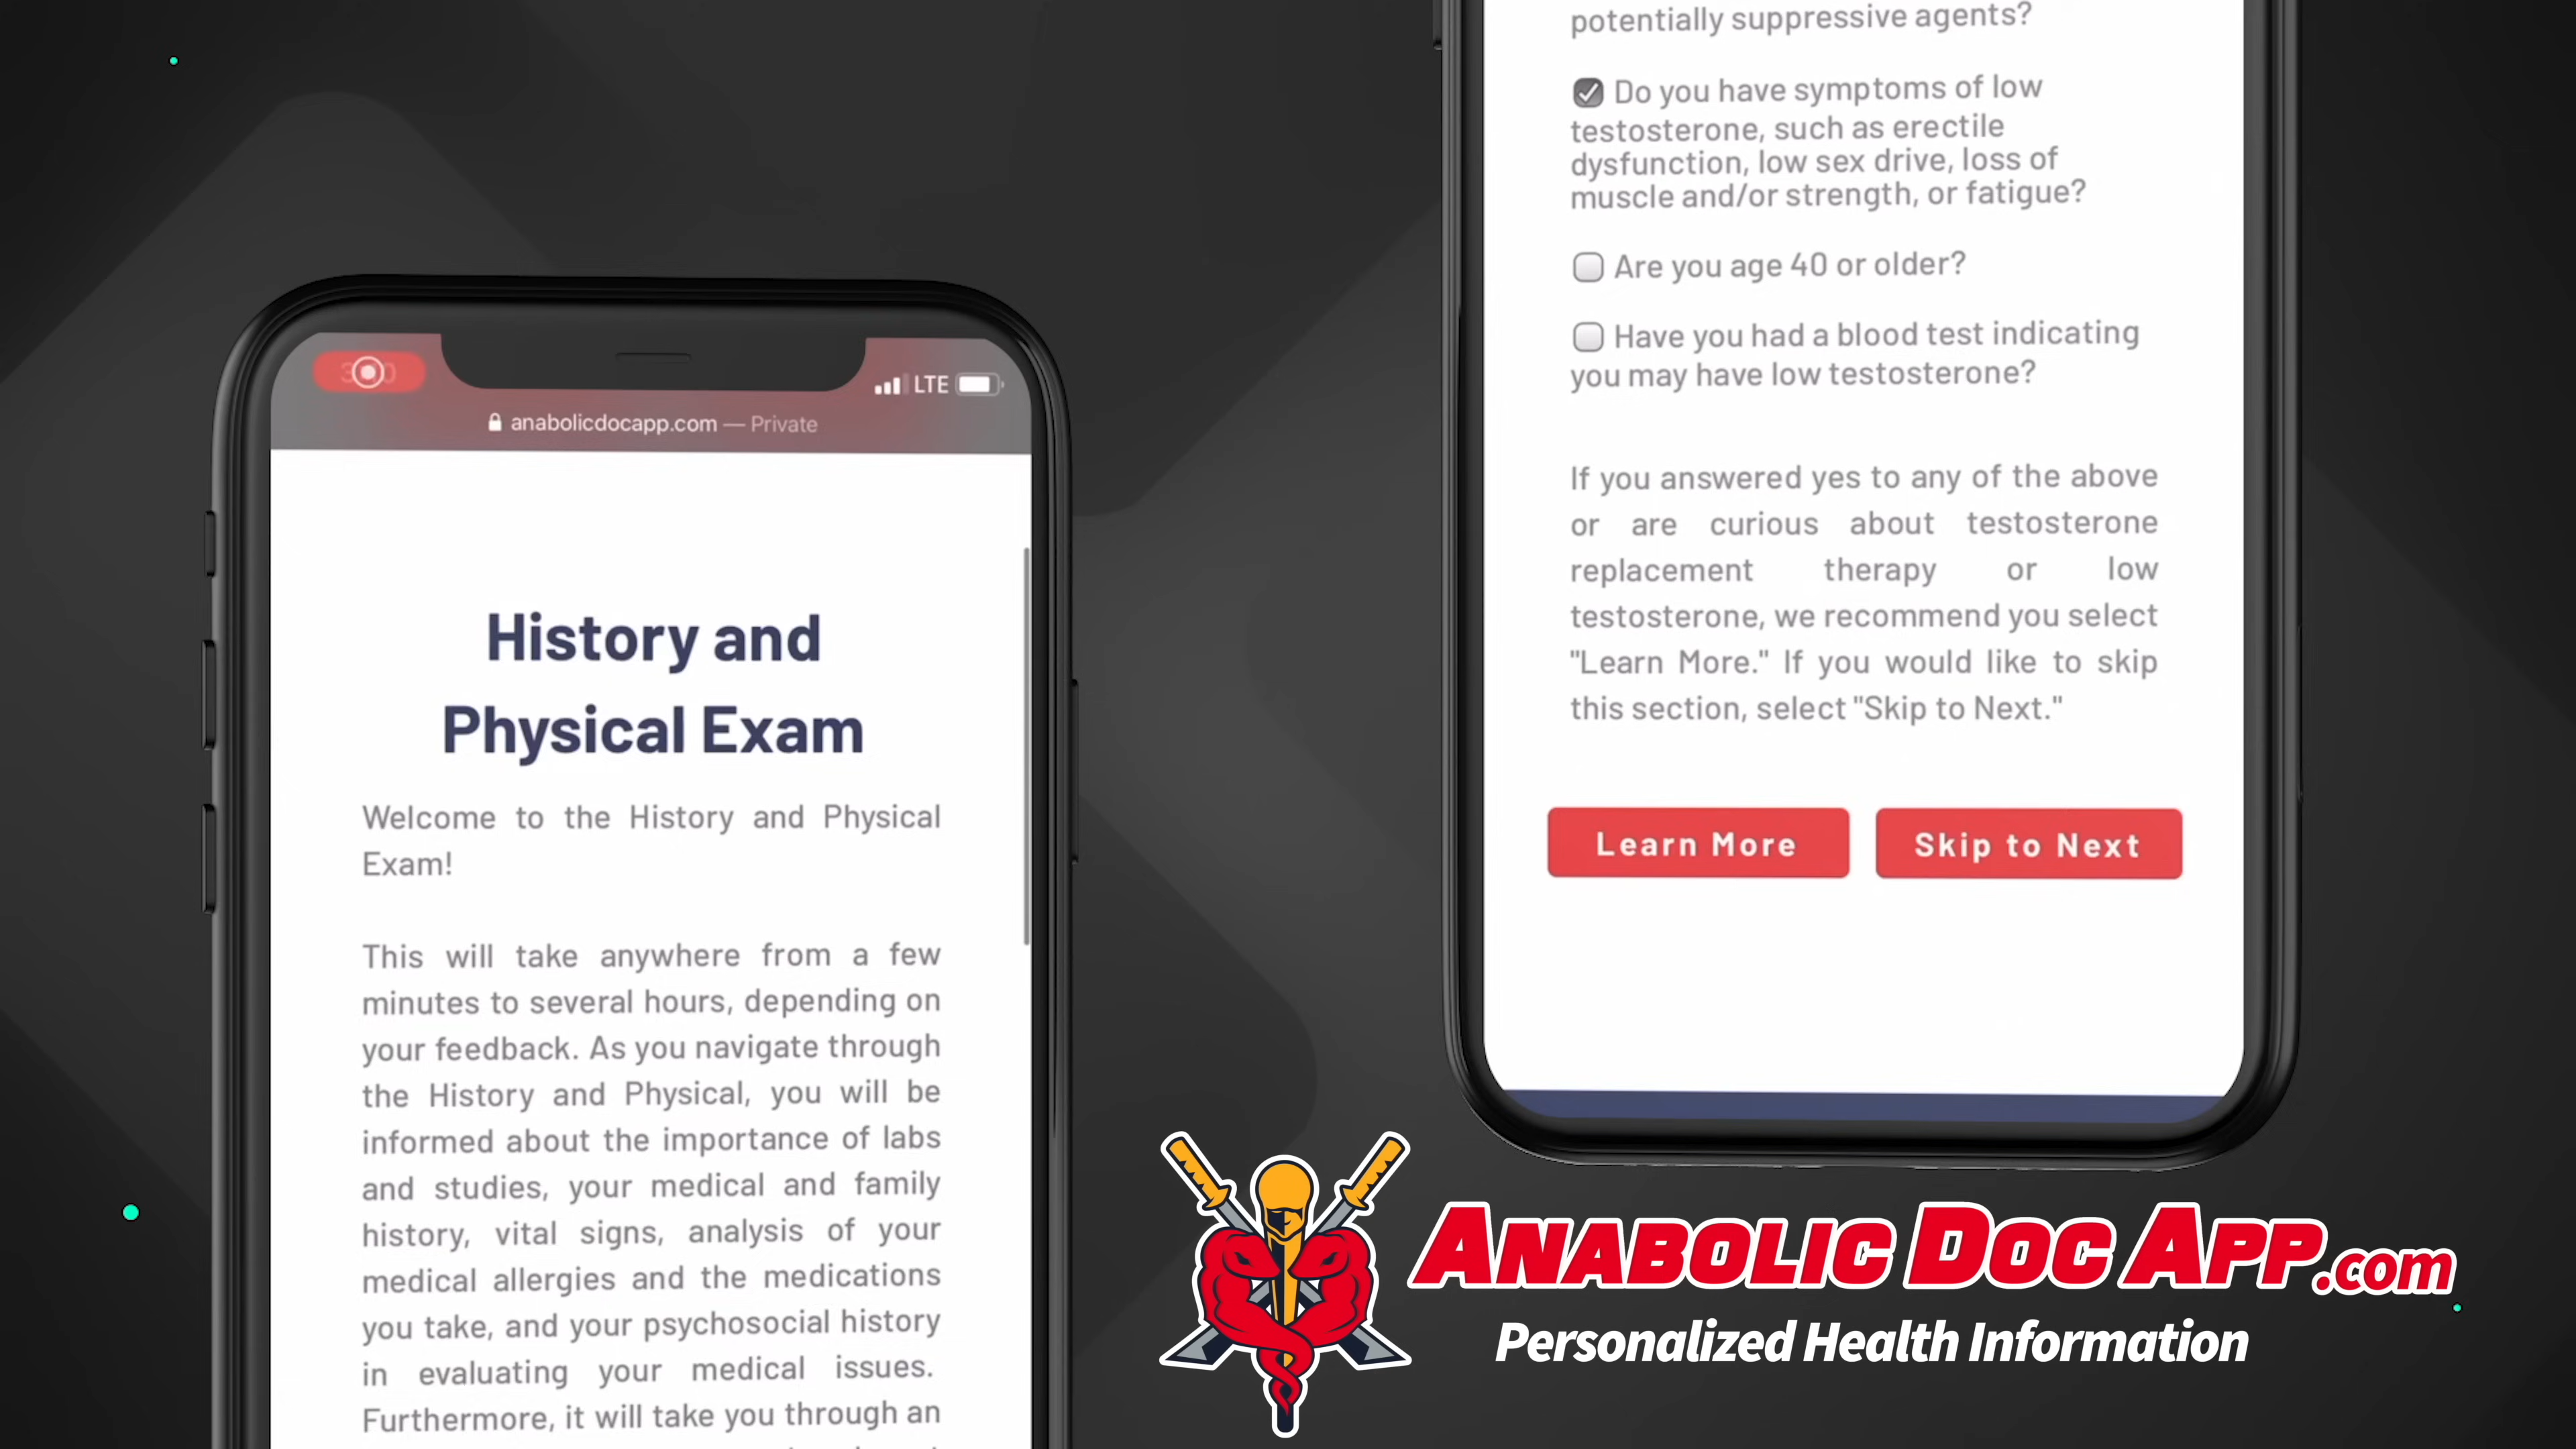 LTE
anabolicdocapp.com — Private
History and
Physical Exam
Welcome to the History and Physical
Exam!
This will take anywhere from a few
minutes to several hours, depending on
your feedback. As you navigate through
the History and Physical, you will be
informed about the importance of labs
and studies, your medical and family
history, vital signs, analysis of your
medical allergies and the medications
you take, and your psychosocial history
in evaluating your medical issues.
Furthermore, it will take you through an
potentially suppressive agents?
Do you have symptoms of low
testosterone, such as erectile
dysfunction, low sex drive, loss of
muscle and/or strength, or fatigue?
Are you age 40 or older?
Have you had a blood test indicating
you may have low testosterone?
If you answered yes to any of the above
or are curious about testosterone
replacement therapy or low
testosterone, we recommend you select
"Learn More." If you would like to skip
this section, select "Skip to Next."
Learn More
Skip to Next
ANABOLIC DOC APP.com
Personalized Health Information